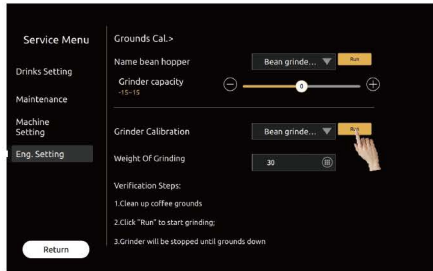 Service Menu
Grounds Cal.>
Name bean hopper
Bean grinde...
Run
Drinks Setting
Grinder capacity
-15~15
0
Maintenance
Machine
Setting
Grinder Calibration
Bean grinde...
Run
Eng. Setting
Weight Of Grinding
30
Verification Steps:
1.Clean up coffee grounds
2.Click "Run" to start grinding;
3.Grinder will be stopped until grounds down
Return